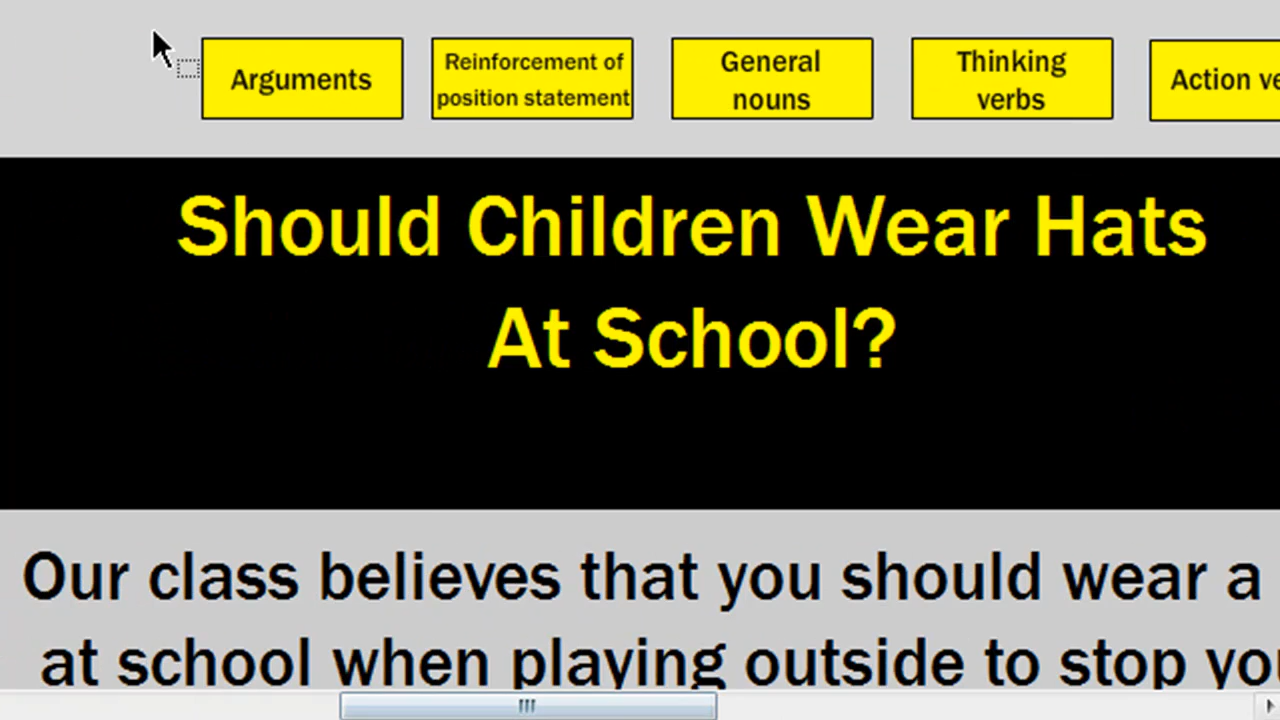 Arguments
Reinforcement of
position statement
General
nouns
Thinking
verbs
Action
Should Children Wear Hats
At School?
Our class believes that you should wear a
at school when playing outside to stop